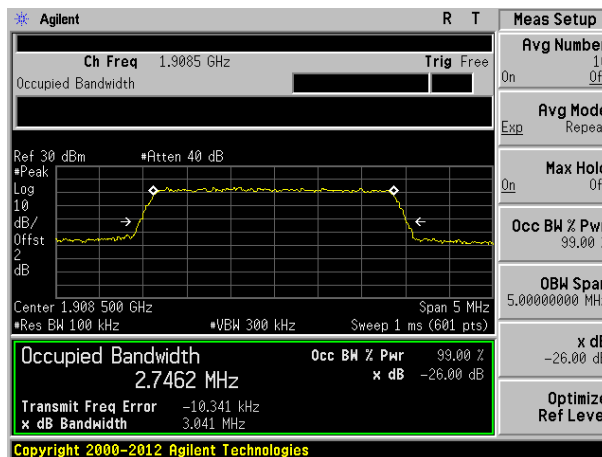 Agilent R T Meas Setup
Ch Freq 1.9085 GHz Trig Free
Occupied Bandwidth
Avg Number
10
On Off
Avg Mode
Exp Repeat
Max Hold
On Off
Occ BW % Pwr
99.00 %
OBW Span
5.00000000 MHz
x dB
-26.00 dB
Optimize
Ref Level
Ref 30 dBm #Atten 40 dB
#Peak
Log
10
dB/
Offst
2
dB
Center 1.908 500 GHz Span 5 MHz
#Res BW 100 kHz #VBW 300 kHz Sweep 1 ms (601 pts)
Occupied Bandwidth Occ BW % Pwr 99.00 %
2.7462 MHz x dB -26.00 dB
Transmit Freq Error -10.341 kHz
x dB Bandwidth 3.041 MHz
Copyright 2000-2012 Agilent Technologies